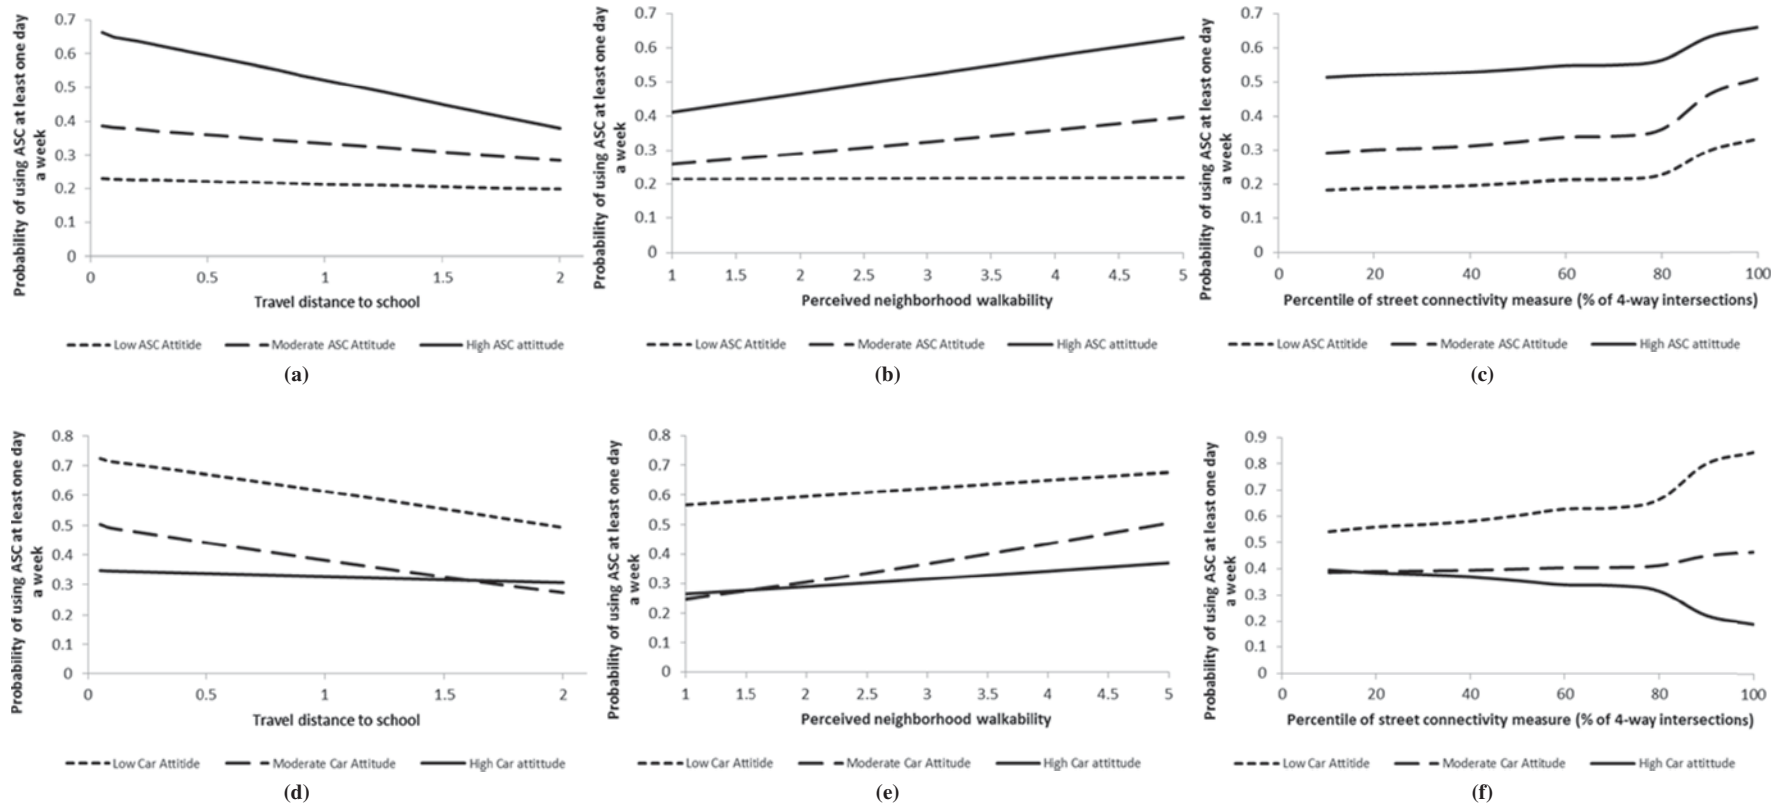 Probability of using ASC at least one day
a week
0.7
0.6
0.5
0.4
0.3
0.2
0.1
0
0
0.5
1
1.5
2
Travel distance to school
Low ASC Attitide
Moderate ASC Attitude
High ASC attittude
(a)
Probability of using ASC at least one day
a week
0.7
0.6
0.5
0.4
0.3
0.2
0.1
0
1
1.5
2
2.5
3
3.5
4
4.5
5
Perceived neighborhood walkability
Low ASC Attitide
Moderate ASC Attitude
High ASC attittude
(b)
Probability of using ASC at least one day
a week
0.7
0.6
0.5
0.4
0.3
0.2
0.1
0
0
20
40
60
80
100
Percentile of street connectivity measure (% of 4-way intersections)
Low ASC Attitide
Moderate ASC Attitude
High ASC attittude
(c)
Probability of using ASC at least one day
a week
0.8
0.7
0.6
0.5
0.4
0.3
0.2
0.1
0
0
0.5
1
1.5
2
Travel distance to school
Low Car Attitide
Moderate Car Attitude
High Car attittude
(d)
Probability of using ASC at least one day
a week
0.8
0.7
0.6
0.5
0.4
0.3
0.2
0.1
0
1
1.5
2
2.5
3
3.5
4
4.5
5
Perceived neighborhood walkability
Low Car Attitide
Moderate Car Attitude
High Car attittude
(e)
Probability of using ASC at least one day
a week
0.9
0.8
0.7
0.6
0.5
0.4
0.3
0.2
0.1
0
0
20
40
60
80
100
Percentile of street connectivity measure (% of 4-way intersections)
Low Car Attitide
Moderate Car Attitude
High Car attittude
(f)